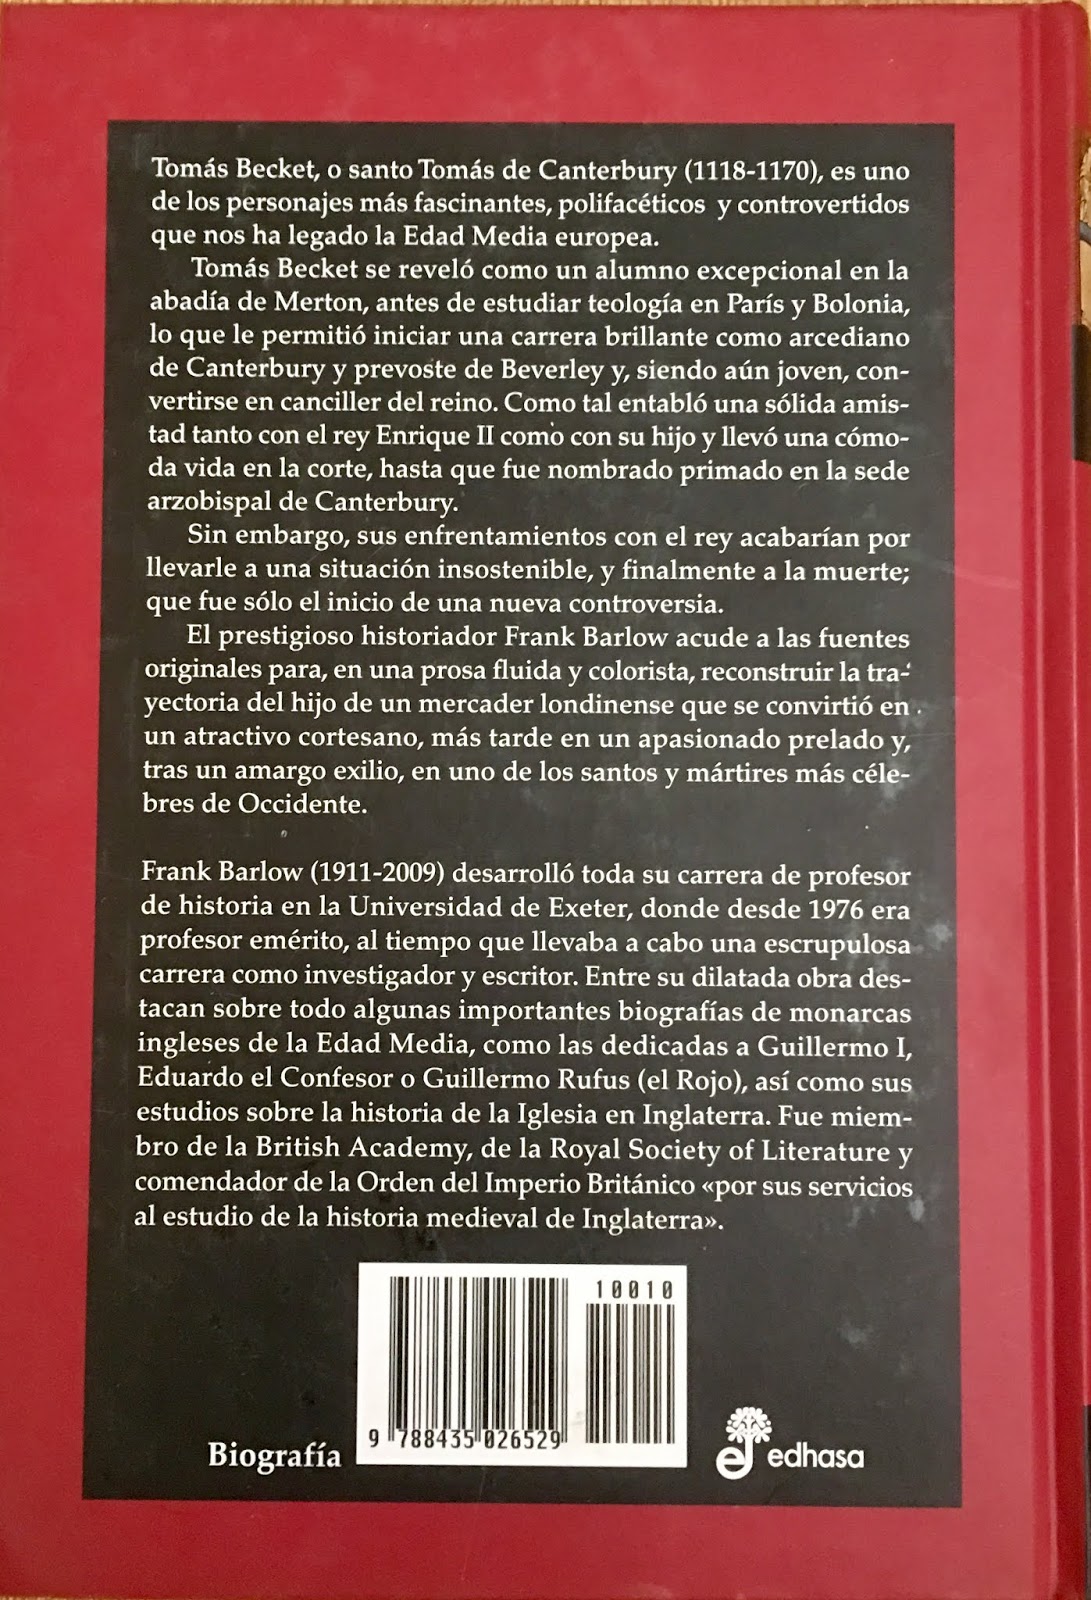 Tomás Becket, o santo Tomás de Canterbury (1118-1170), es uno
de los personajes más fascinantes, polifacéticos y controvertidos
que nos ha legado la Edad Media europea.
Tomás Becket se reveló como un alumno excepcional en la
abadía de Merton, antes de estudiar teología en París y Bolonia,
lo que le permitió iniciar una carrera brillante como arcediano
de Canterbury y prevoste de Beverley y, siendo aún joven, con-
vertirse en canciller del reino. Como tal entabló una sólida amis-
tad tanto con el rey Enrique II como con su hijo y llevó una cómo-
da vida en la corte, hasta que fue nombrado primado en la sede
arzobispal de Canterbury.
Sin embargo, sus enfrentamientos con el rey acabarían por
llevarle a una situación insostenible, y finalmente a la muerte;
que fue sólo el inicio de una nueva controversia.
El prestigioso historiador Frank Barlow acude a las fuentes
originales para, en una prosa fluida y colorista, reconstruir la tra-
yectoria del hijo de un mercader londinense que se convirtió en
un atractivo cortesano, más tarde en un apasionado prelado y,
tras un amargo exilio, en uno de los santos y mártires más céle-
bres de Occidente.
Frank Barlow (1911-2009) desarrolló toda su carrera de profesor
de historia en la Universidad de Exeter, donde desde 1976 era
profesor emérito, al tiempo que llevaba a cabo una escrupulosa
carrera como investigador y escritor. Entre su dilatada obra des-
tacan sobre todo algunas importantes biografías de monarcas
ingleses de la Edad Media, como las dedicadas a Guillermo I,
Eduardo el Confesor o Guillermo Rufus (el Rojo), así como sus
estudios sobre la historia de la Iglesia en Inglaterra. Fue miem-
bro de la British Academy, de la Royal Society of Literature y
comendador de la Orden del Imperio Británico «por sus servicios
al estudio de la historia medieval de Inglaterra».
10010
9 788435 026529
Biografía
edhasa